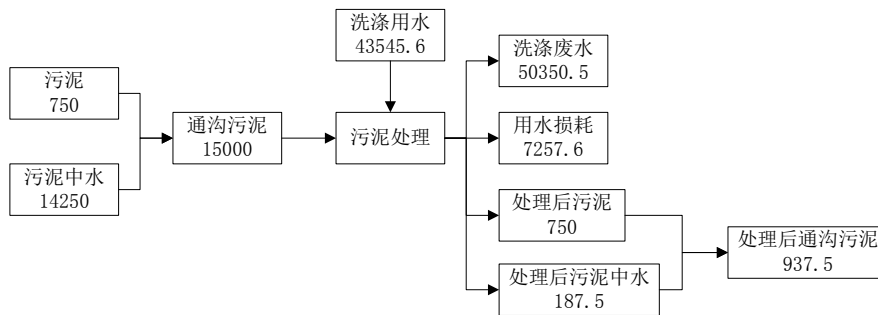 洗涤用水
43545.6
洗涤废水
50350.5
污泥
750
通沟污泥
15000
污泥处理
用水损耗
7257.6
污泥中水
14250
处理后污泥
750
处理后通沟污泥
937.5
处理后污泥中水
187.5